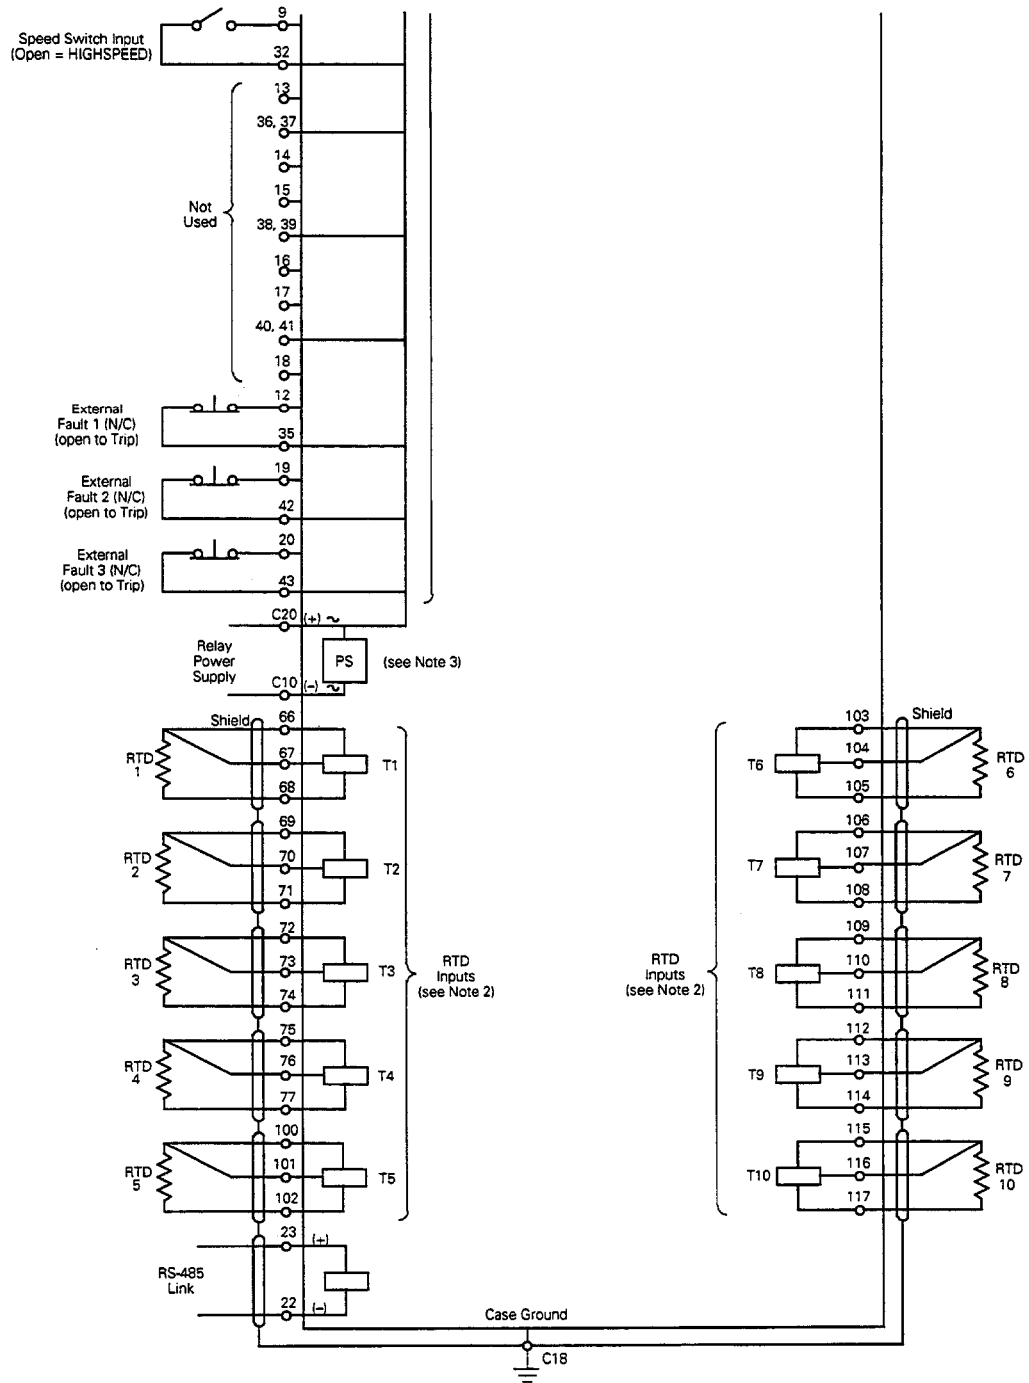 Speed Switch Input
(Open = HIGHSPEED)
9
32
13
36, 37
14
15
Not
Used
38, 39
16
17
40, 41
18
External
Fault 1 (N/C)
(open to Trip)
12
35
External
Fault 2 (N/C)
(open to Trip)
19
42
External
Fault 3 (N/C)
(open to Trip)
20
43
C20 (+) ~
Relay
Power
Supply
PS
(see Note 3)
C10 (–) ~
Shield
66
67
68
RTD
1
T1
69
70
71
RTD
2
T2
72
73
74
RTD
3
T3
75
76
77
RTD
4
T4
100
101
102
RTD
5
T5
RTD
Inputs
(see Note 2)
RTD
Inputs
(see Note 2)
103
104
105
Shield
T6
RTD
6
106
107
108
T7
RTD
7
109
110
111
T8
RTD
8
112
113
114
T9
RTD
9
115
116
117
T10
RTD
10
23 (+)
RS-485
Link
22 (–)
Case Ground
C18